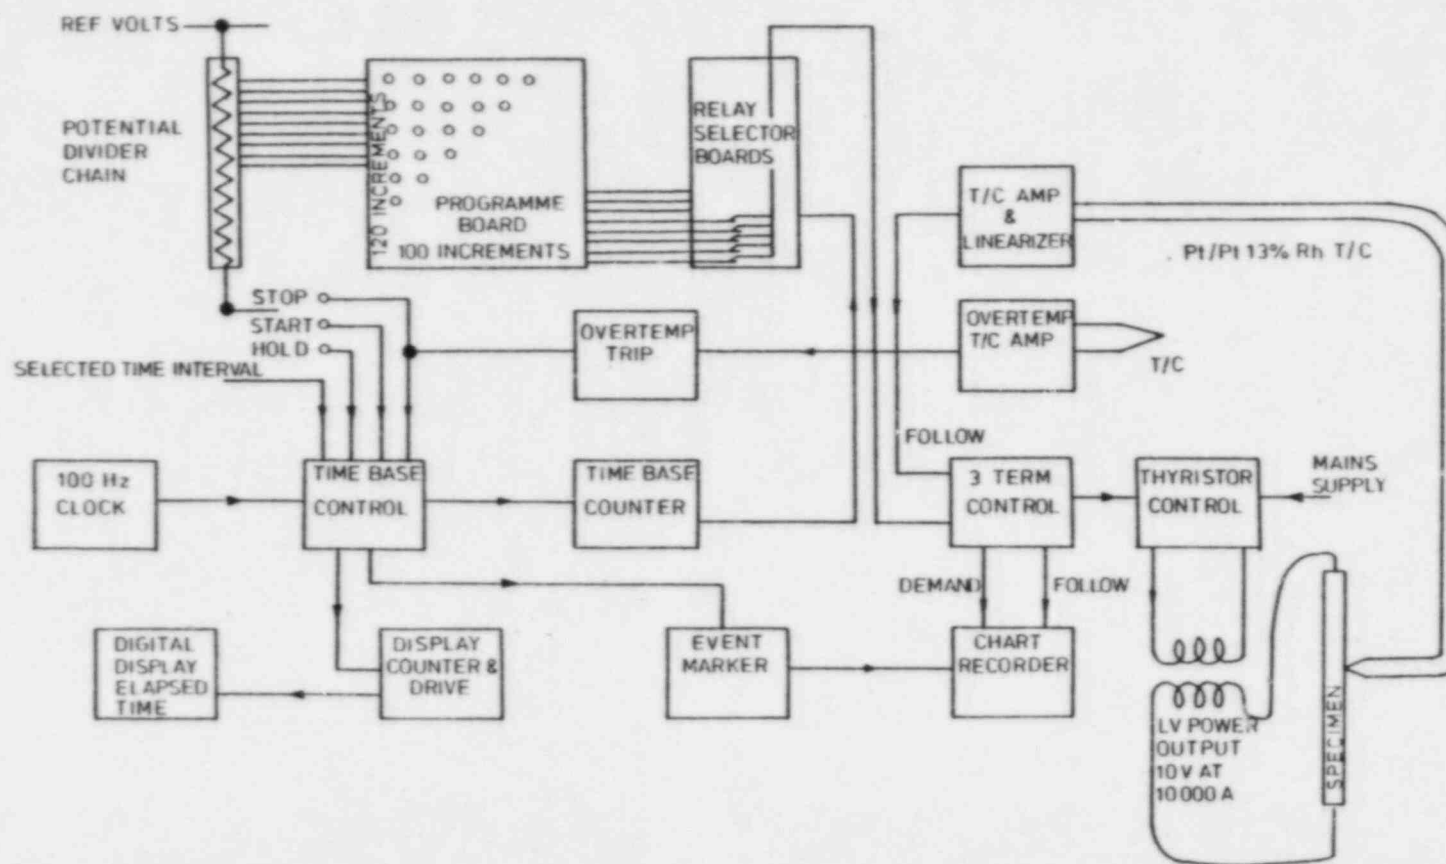 REF VOLTS
POTENTIAL
DIVIDER
CHAIN
120 INCREMENTS
PROGRAMME
BOARD
100 INCREMENTS
RELAY
SELECTOR
BOARDS
T/C AMP
&
LINEARIZER
Pt/Pt 13% Rh T/C
STOP
START
HOLD
SELECTED TIME INTERVAL
OVERTEMP
TRIP
OVERTEMP
T/C AMP
T/C
FOLLOW
100 Hz
CLOCK
TIME BASE
CONTROL
TIME BASE
COUNTER
3 TERM
CONTROL
THYRISTOR
CONTROL
MAINS
SUPPLY
DEMAND
FOLLOW
DIGITAL
DISPLAY
ELAPSED
TIME
DISPLAY
COUNTER &
DRIVE
EVENT
MARKER
CHART
RECORDER
LV POWER
OUTPUT
10V AT
10 000 A
SPECIMEN